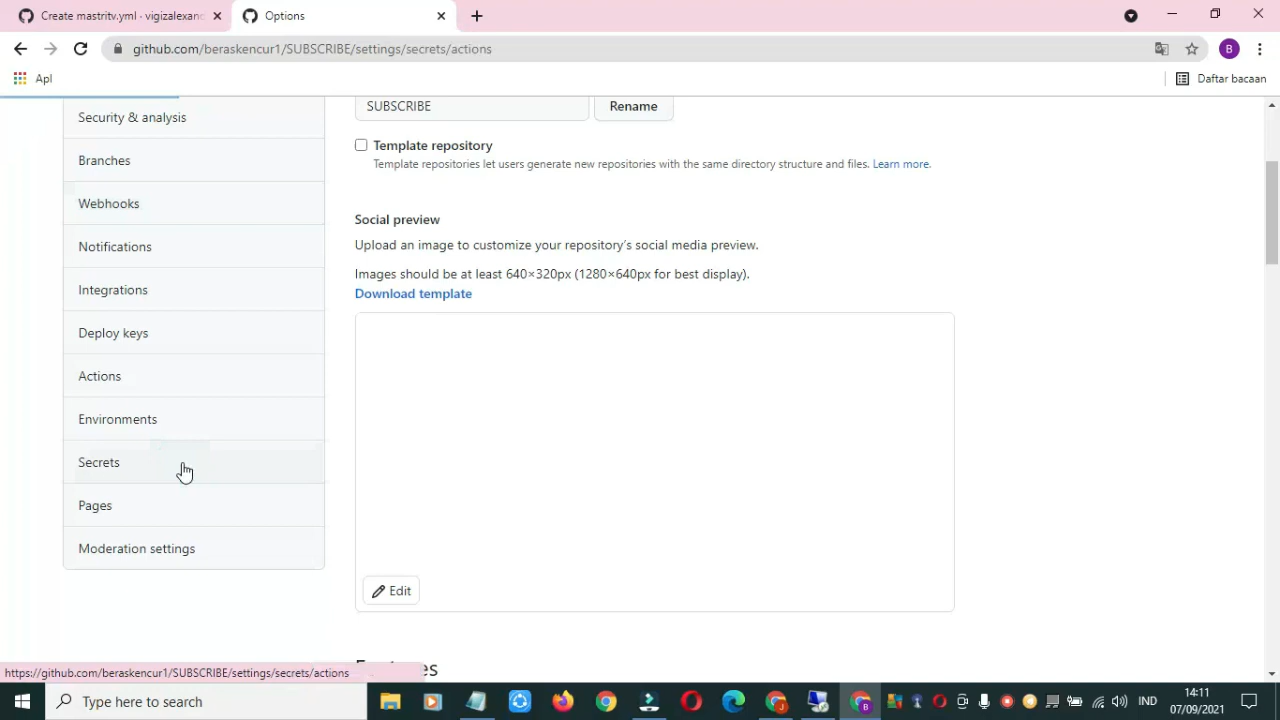 Create mastritv.yml · vigizalexan
Options
github.com/beraskencur1/SUBSCRIBE/settings/secrets/actions
B
Apl
Daftar bacaan
Security & analysis
Branches
Webhooks
Notifications
Integrations
Deploy keys
Actions
Environments
Secrets
Pages
Moderation settings
SUBSCRIBE
Rename
Template repository
Template repositories let users generate new repositories with the same directory structure and files. Learn more.
Social preview
Upload an image to customize your repository's social media preview.
Images should be at least 640×320px (1280×640px for best display).
Download template
Edit
https://github.com/beraskencur1/SUBSCRIBE/settings/secrets/actions
Type here to search
IND
14:11
07/09/2021